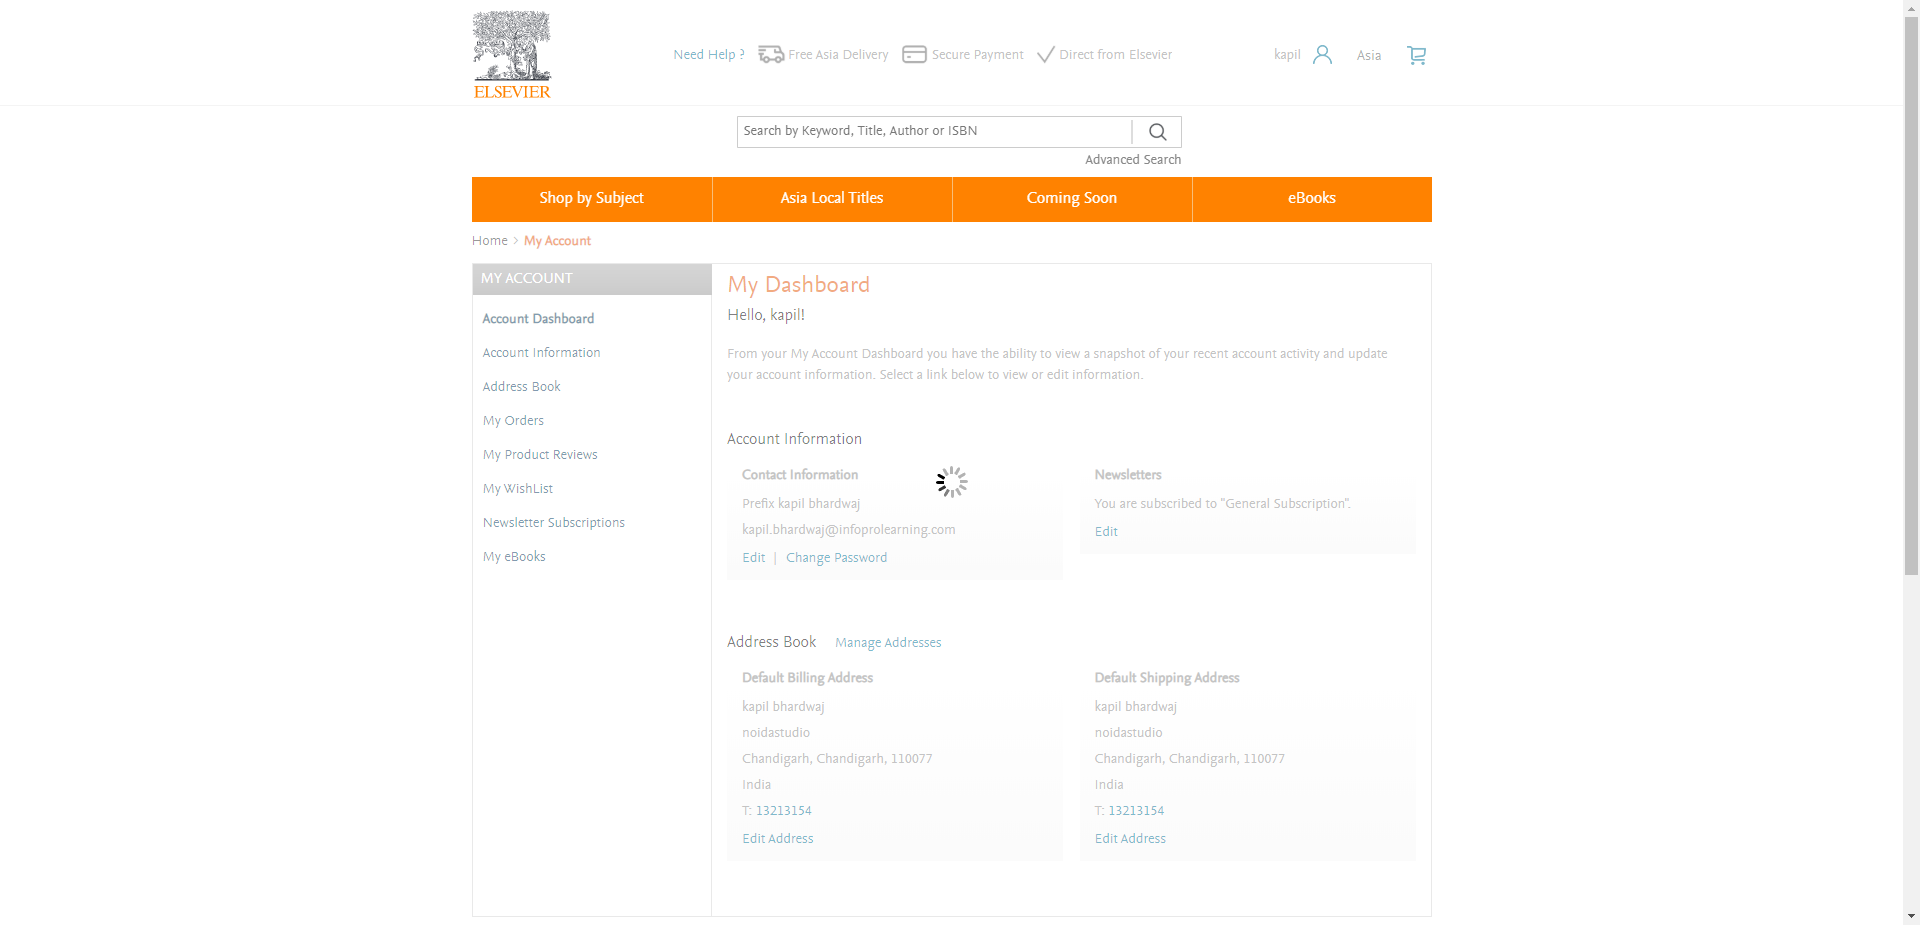 ELSEVIER
Need Help ?
Free Asia Delivery
Secure Payment
Direct from Elsevier
kapil
Asia
Search by Keyword, Title, Author or ISBN
Advanced Search
Shop by Subject
Asia Local Titles
Coming Soon
eBooks
Home > My Account
MY ACCOUNT
Account Dashboard
Account Information
Address Book
My Orders
My Product Reviews
My WishList
Newsletter Subscriptions
My eBooks
My Dashboard
Hello, kapil!
From your My Account Dashboard you have the ability to view a snapshot of your recent account activity and update
your account information. Select a link below to view or edit information.
Account Information
Contact Information
Prefix kapil bhardwaj
kapil.bhardwaj@infoprolearning.com
Edit | Change Password
Newsletters
You are subscribed to "General Subscription".
Edit
Address Book
Manage Addresses
Default Billing Address
kapil bhardwaj
noidastudio
Chandigarh, Chandigarh, 110077
India
T: 13213154
Edit Address
Default Shipping Address
kapil bhardwaj
noidastudio
Chandigarh, Chandigarh, 110077
India
T: 13213154
Edit Address